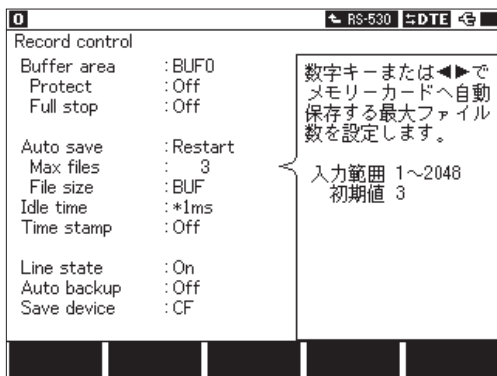 0 RS-530 DTE
Record control
Buffer area :BUF0
Protect :Off
Full stop :Off
Auto save :Restart
Max files : 3
File size :BUF
Idle time :*1ms
Time stamp :Off
Line state :On
Auto backup :Off
Save device :CF
数字キーまたは◀▶で
メモリーカードへ自動
保存する最大ファイル
数を設定します。
入力範囲 1〜2048
初期値 3